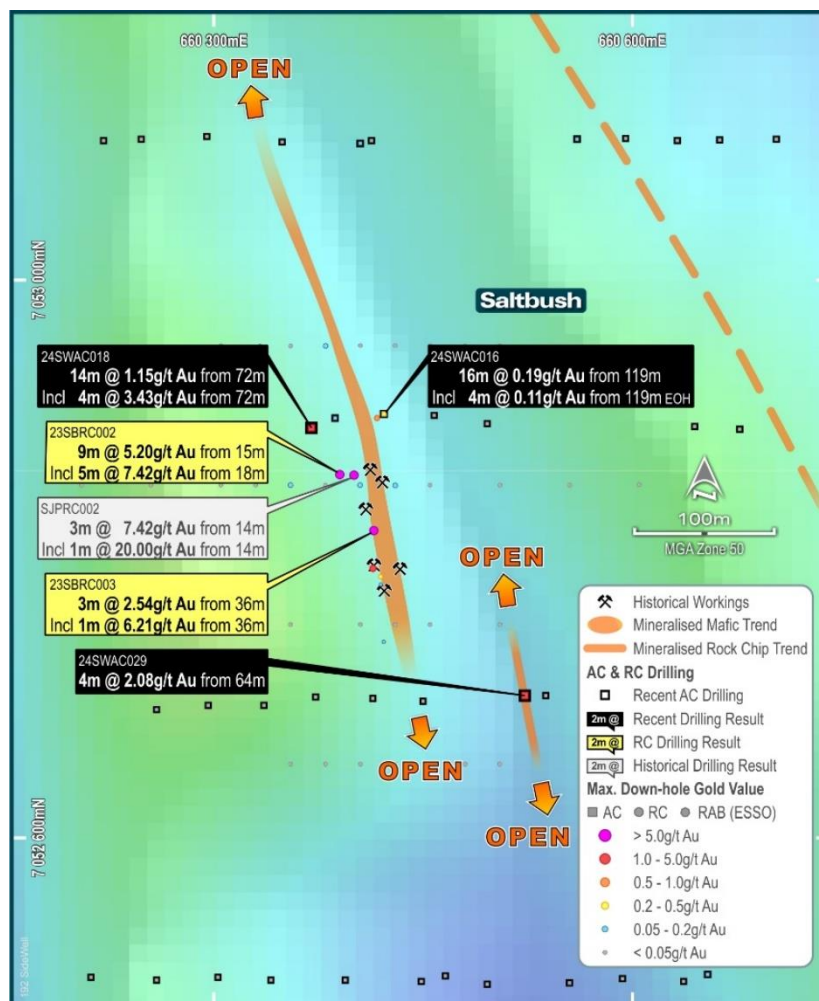 660 300mE
660 600mE
OPEN
7 053 000mN
Saltbush
24SWAC018
14m @ 1.15g/t Au from 72m
Incl 4m @ 3.43g/t Au from 72m
24SWAC016
16m @ 0.19g/t Au from 119m
Incl 4m @ 0.11g/t Au from 119m EOH
23SBRC002
9m @ 5.20g/t Au from 15m
Incl 5m @ 7.42g/t Au from 18m
SJPRC002
3m @ 7.42g/t Au from 14m
Incl 1m @ 20.00g/t Au from 14m
23SBRC003
3m @ 2.54g/t Au from 36m
Incl 1m @ 6.21g/t Au from 36m
24SWAC029
4m @ 2.08g/t Au from 64m
100m
MGA Zone 50
OPEN
OPEN
OPEN
7 052 600mN
Historical Workings
Mineralised Mafic Trend
Mineralised Rock Chip Trend
AC & RC Drilling
Recent AC Drilling
2m @ Recent Drilling Result
2m @ RC Drilling Result
2m @ Historical Drilling Result
Max. Down-hole Gold Value
AC RC RAB (ESSO)
> 5.0g/t Au
1.0 - 5.0g/t Au
0.5 - 1.0g/t Au
0.2 - 0.5g/t Au
0.05 - 0.2g/t Au
< 0.05g/t Au
192 SideWell